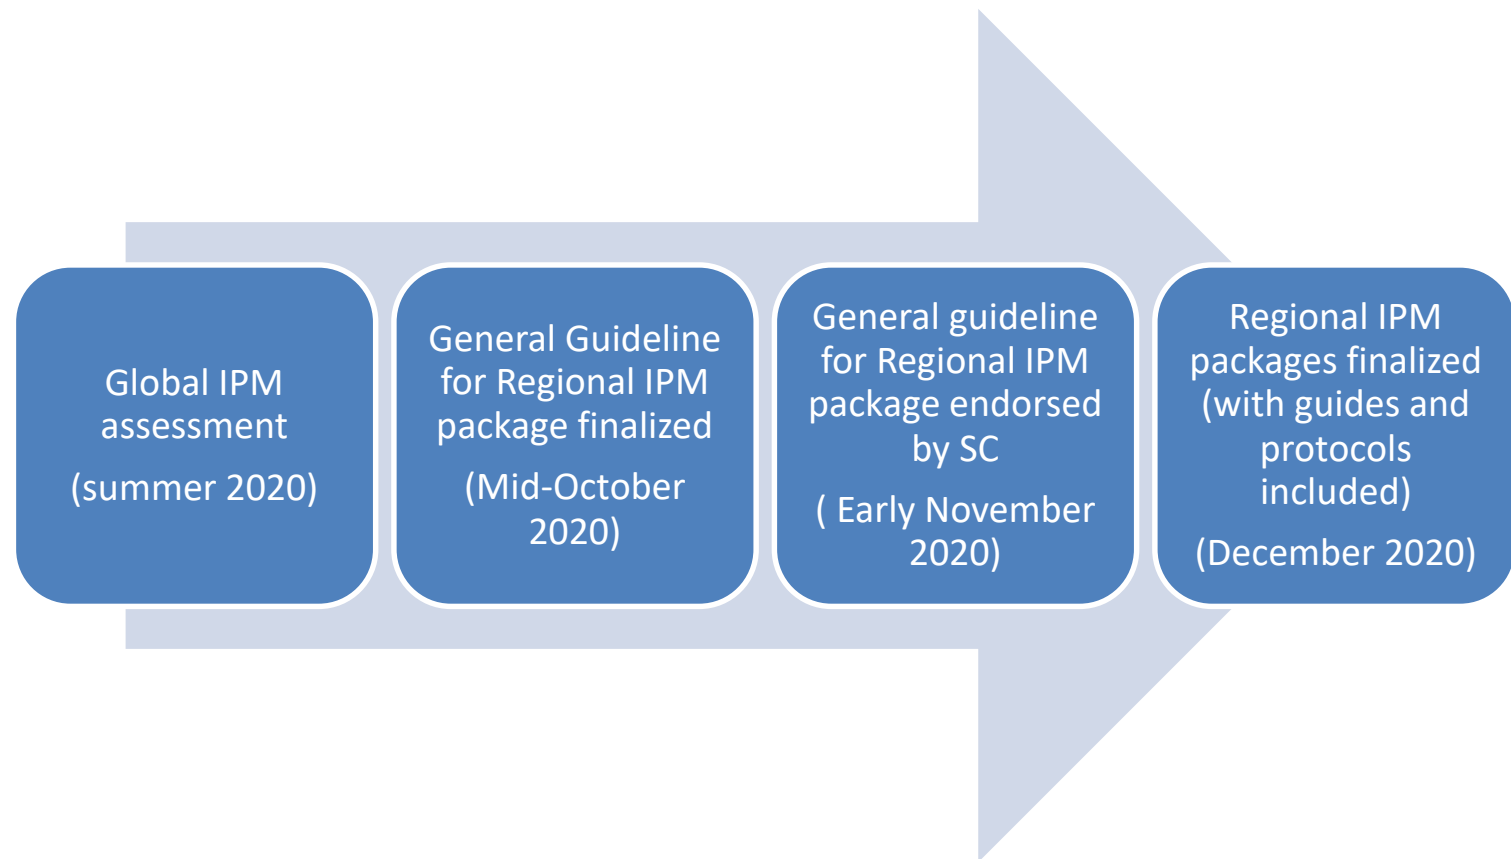 Global IPM
assessment
(summer 2020)
General Guideline
for Regional IPM
package finalized
(Mid-October
2020)
General guideline
for Regional IPM
package endorsed
by SC
( Early November
2020)
Regional IPM
packages finalized
(with guides and
protocols
included)
(December 2020)